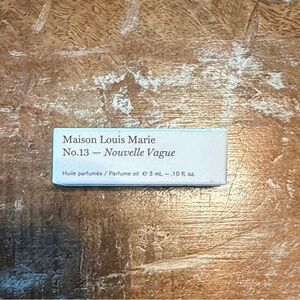 Maison Louis Marie
No.13 — Nouvelle Vague
Huile parfumée / Perfume oil ℮ 3 mL — .10 fl. oz.